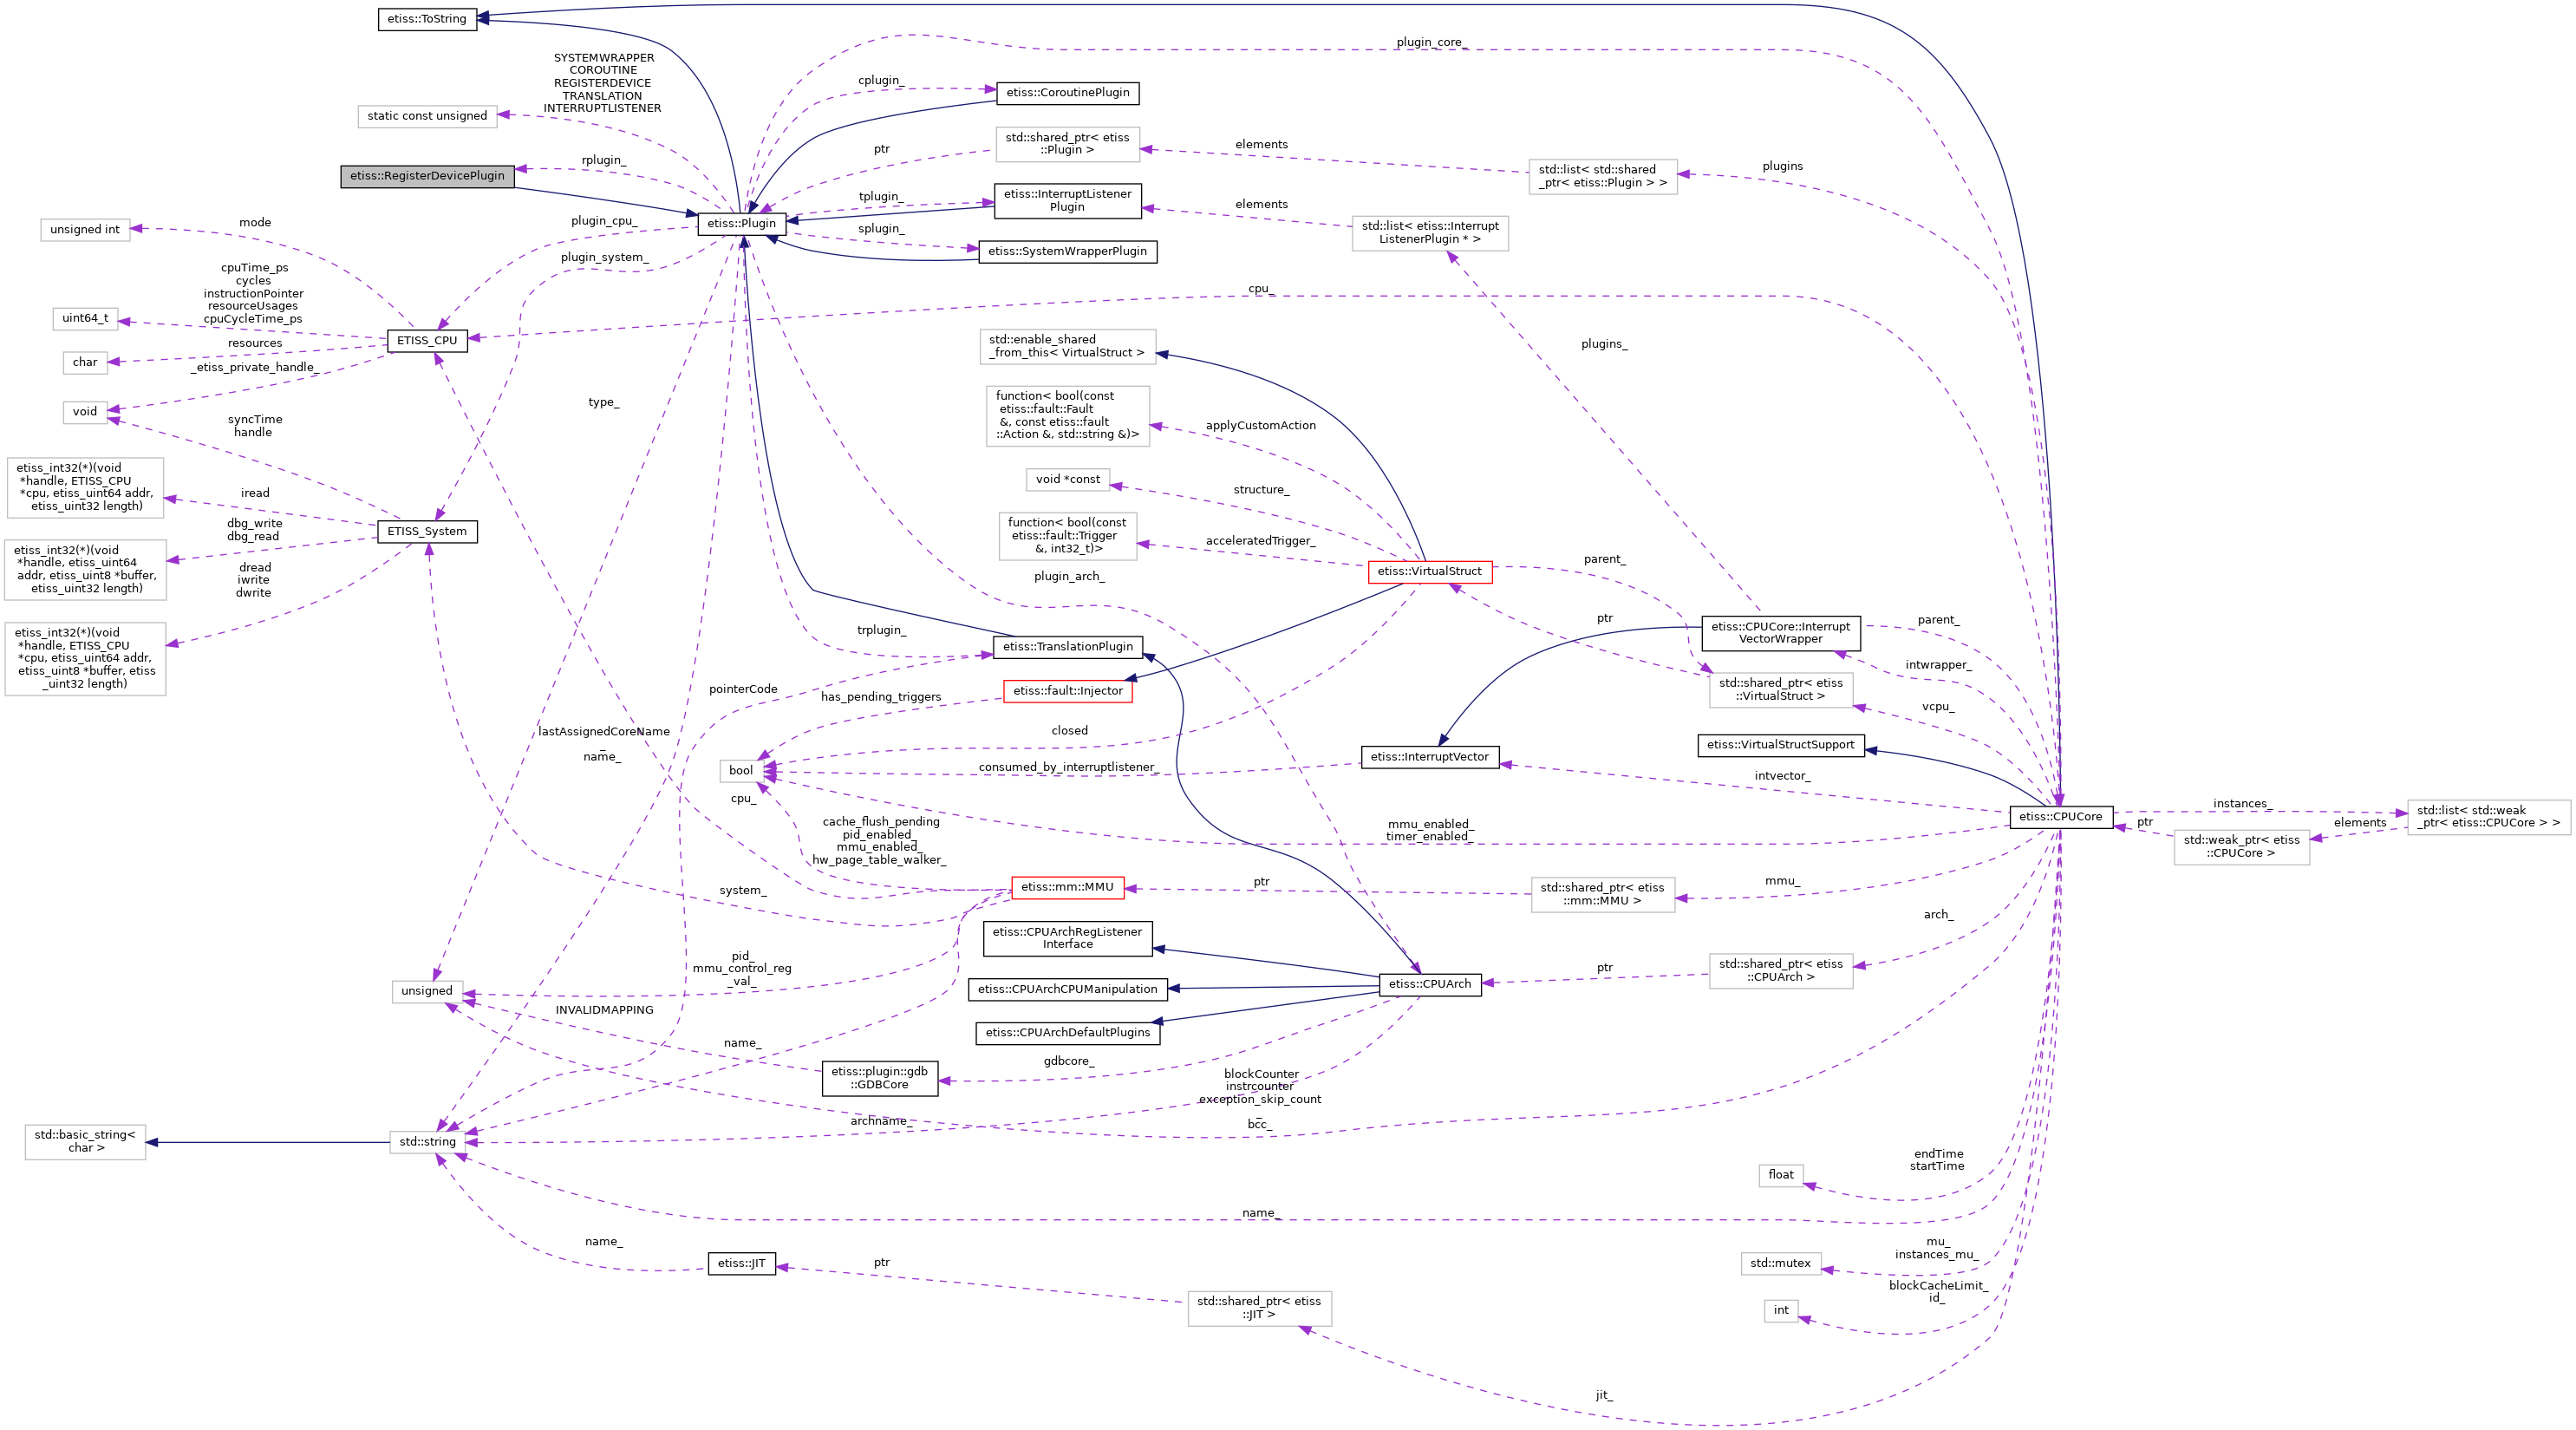 etiss::ToString
plugin_core_
SYSTEMWRAPPER
COROUTINE
REGISTERDEVICE
TRANSLATION
INTERRUPTLISTENER
cplugin_
etiss::CoroutinePlugin
static const unsigned
std::shared_ptr< etiss
::Plugin >
ptr
elements
rplugin_
plugins
std::list< std::shared
_ptr< etiss::Plugin > >
etiss::RegisterDevicePlugin
tplugin_
etiss::InterruptListener
Plugin
elements
etiss::Plugin
mode
unsigned int
plugin_cpu_
splugin_
std::list< etiss::Interrupt
ListenerPlugin * >
etiss::SystemWrapperPlugin
plugin_system_
cpuTime_ps
cycles
instructionPointer
resourceUsages
cpuCycleTime_ps
cpu_
uint64_t
ETISS_CPU
resources
std::enable_shared
_from_this< VirtualStruct >
plugins_
char
_etiss_private_handle_
void
type_
function< bool(const
etiss::fault::Fault
&, const etiss::fault
::Action &, std::string &)>
applyCustomAction
syncTime
handle
etiss_int32(*)(void
*handle, ETISS_CPU
*cpu, etiss_uint64 addr,
etiss_uint32 length)
iread
void *const
structure_
dbg_write
dbg_read
ETISS_System
function< bool(const
etiss::fault::Trigger
&, int32_t)>
acceleratedTrigger_
etiss_int32(*)(void
*handle, etiss_uint64
addr, etiss_uint8 *buffer,
etiss_uint32 length)
dread
iwrite
dwrite
plugin_arch_
etiss::VirtualStruct
parent_
ptr
etiss::CPUCore::Interrupt
VectorWrapper
parent_
etiss_int32(*)(void
*handle, ETISS_CPU
*cpu, etiss_uint64 addr,
etiss_uint8 *buffer, etiss
_uint32 length)
trplugin_
etiss::TranslationPlugin
intwrapper_
pointerCode
has_pending_triggers
etiss::fault::Injector
std::shared_ptr< etiss
::VirtualStruct >
vcpu_
lastAssignedCoreName
_
name_
closed
etiss::VirtualStructSupport
bool
consumed_by_interruptlistener_
etiss::InterruptVector
intvector_
cpu_
cache_flush_pending
pid_enabled_
mmu_enabled_
hw_page_table_walker_
mmu_enabled_
timer_enabled_
etiss::CPUCore
instances_
std::list< std::weak
_ptr< etiss::CPUCore > >
ptr
elements
std::weak_ptr< etiss
::CPUCore >
system_
etiss::mm::MMU
ptr
std::shared_ptr< etiss
::mm::MMU >
mmu_
arch_
etiss::CPUArchRegListener
Interface
pid_
mmu_control_reg
_val_
unsigned
etiss::CPUArchCPUManipulation
etiss::CPUArch
ptr
std::shared_ptr< etiss
::CPUArch >
INVALIDMAPPING
etiss::CPUArchDefaultPlugins
name_
gdbcore_
etiss::plugin::gdb
::GDBCore
blockCounter
instrcounter
exception_skip_count
_
bcc_
archname_
std::basic_string<
char >
std::string
endTime
startTime
float
name_
name_
mu_
instances_mu_
std::mutex
etiss::JIT
ptr
blockCacheLimit_
id_
int
std::shared_ptr< etiss
::JIT >
jit_